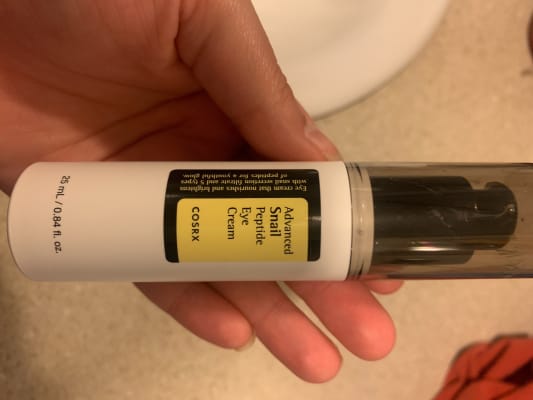 Advanced
Snail
Peptide
Eye
Cream
COSRX
Eye cream that nourishes and brightens
with snail secretion filtrate and 5 types
of peptides for a youthful glow.
25 mL / 0.84 fl. oz.